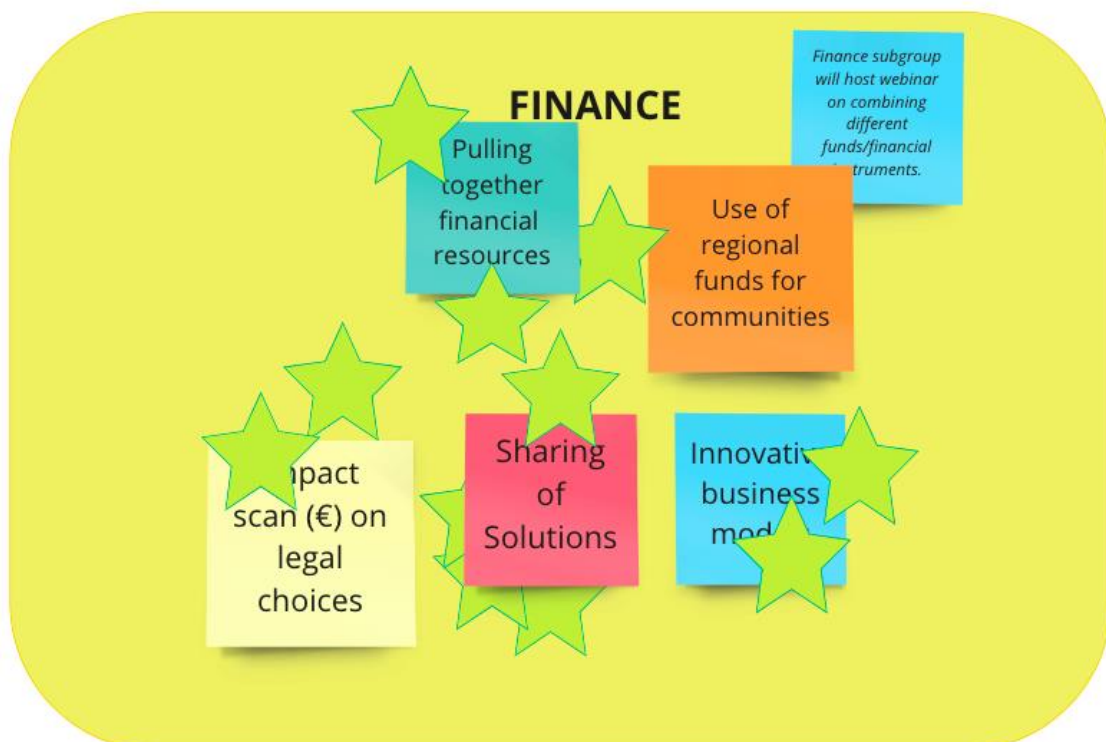 FINANCE
Finance subgroup
will host webinar
on combining
different
funds/financial
Pulling
together
financial
resources
Use of
regional
funds for
communities
scan (€) on
legal
choices
Sharing
of
Solutions
business